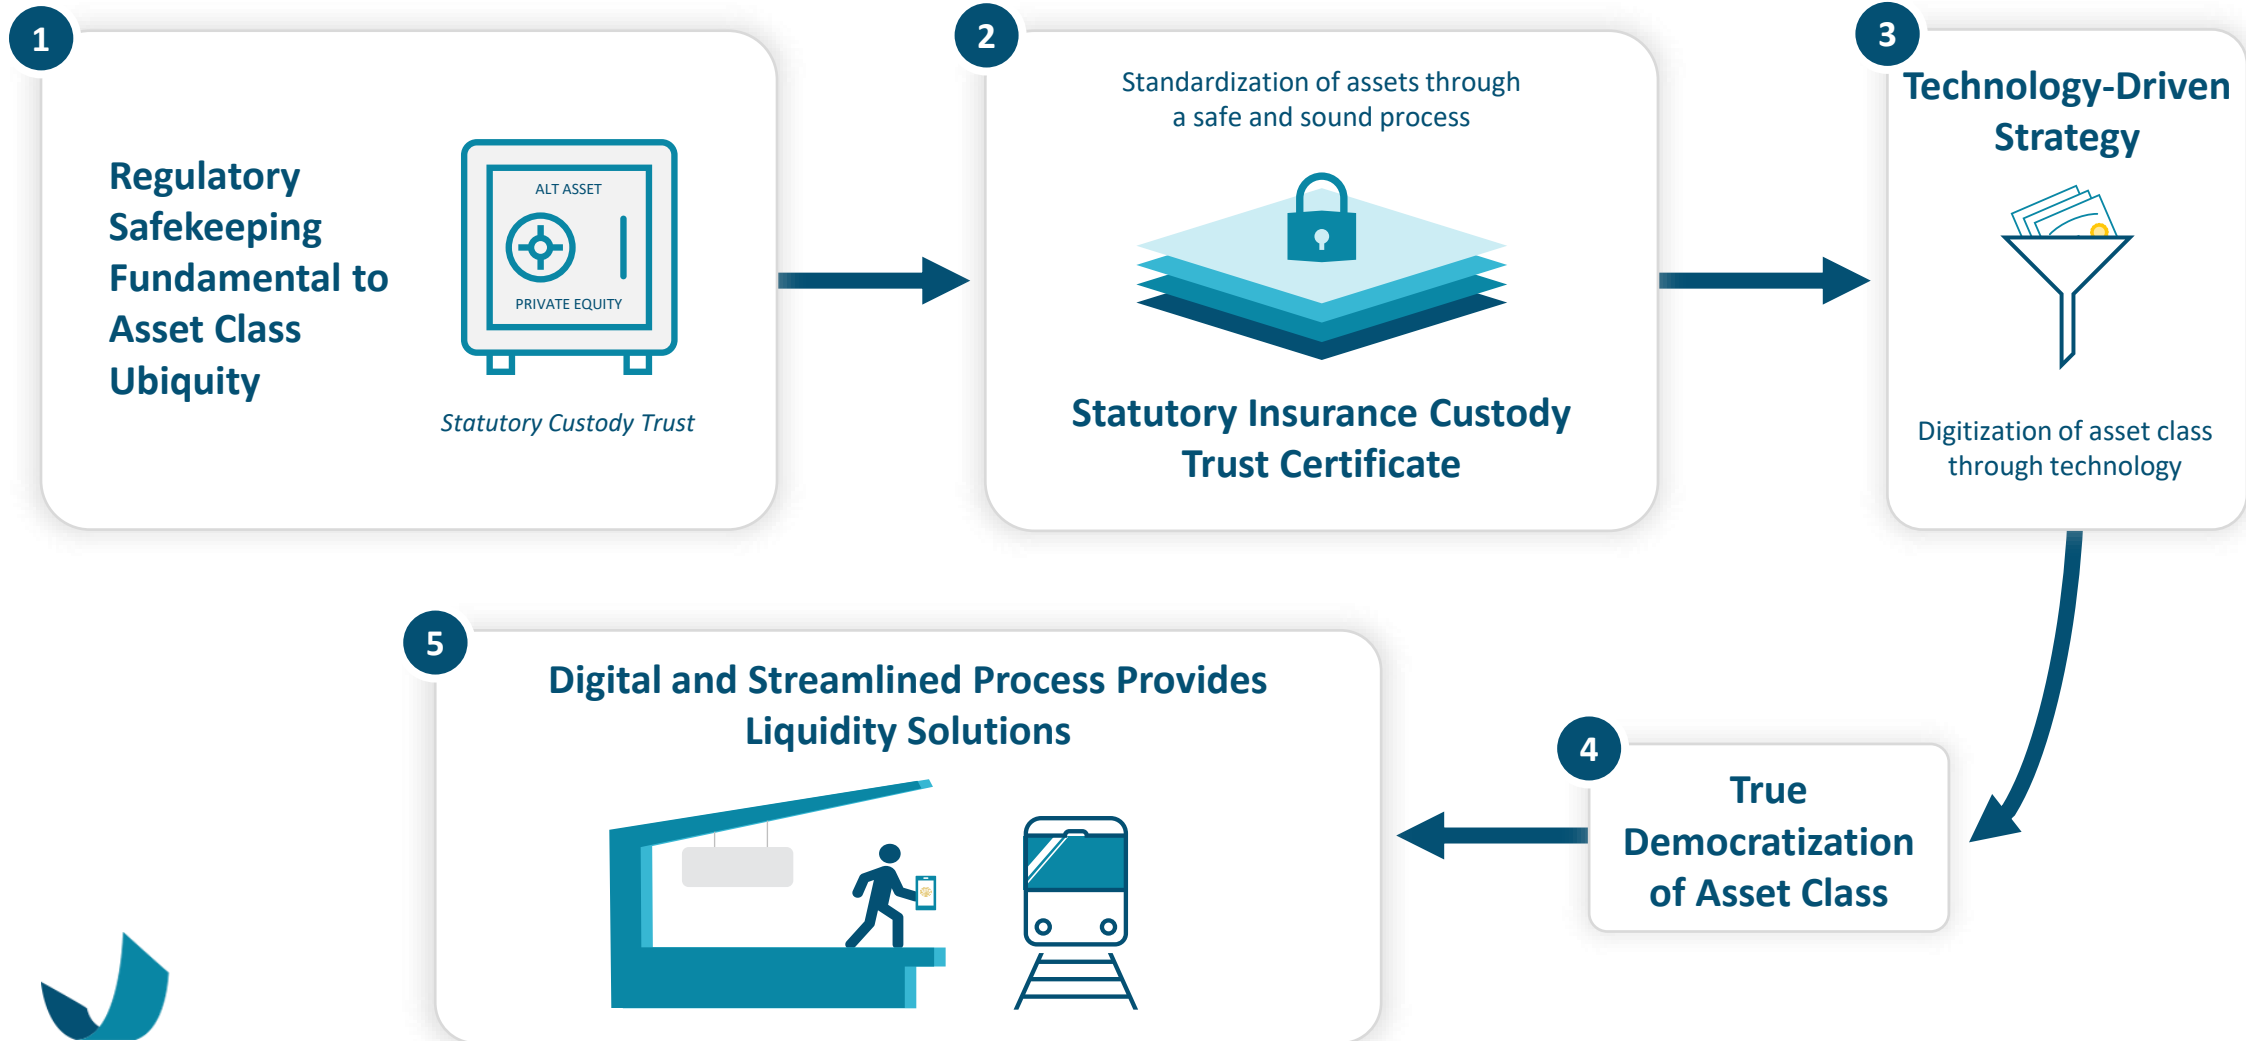 1
Regulatory
Safekeeping
Fundamental to
Asset Class
Ubiquity
ALT ASSET
PRIVATE EQUITY
Statutory Custody Trust
2
Standardization of assets through
a safe and sound process
Statutory Insurance Custody
Trust Certificate
3
Technology-Driven
Strategy
Digitization of asset class
through technology
4
True
Democratization
of Asset Class
5
Digital and Streamlined Process Provides
Liquidity Solutions